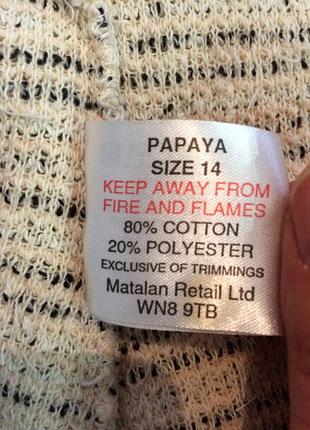 PAPAYA
SIZE 14
KEEP AWAY FROM
FIRE AND FLAMES
80% COTTON
20% POLYESTER
EXCLUSIVE OF TRIMMINGS
Matalan Retail Ltd
WN8 9TB